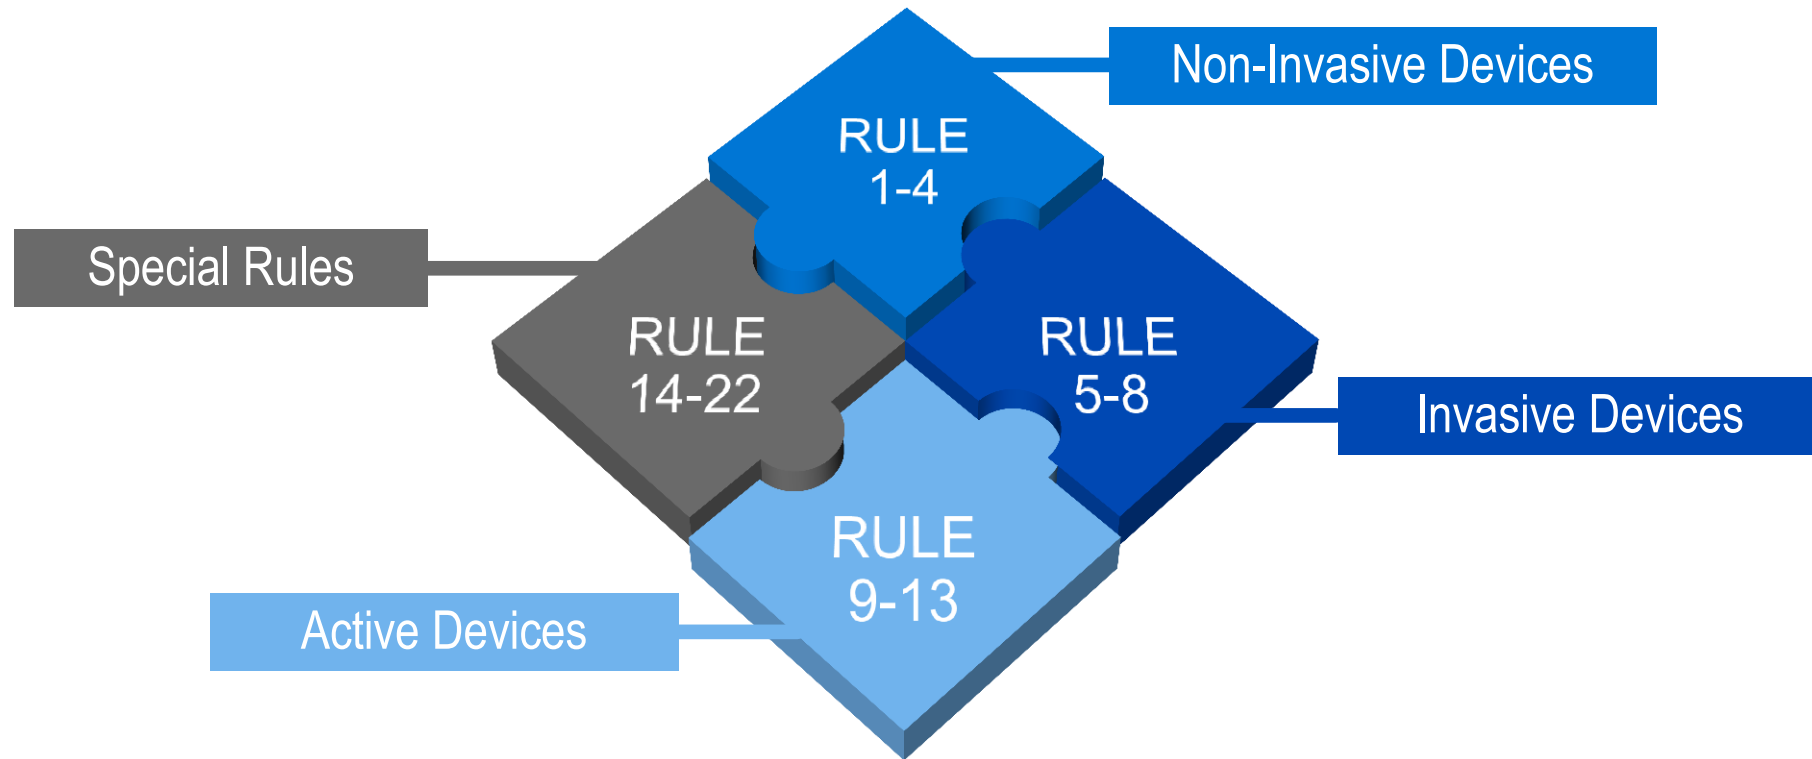 Non-Invasive Devices
RULE
1-4
Special Rules
RULE
14-22
RULE
5-8
Invasive Devices
RULE
9-13
Active Devices